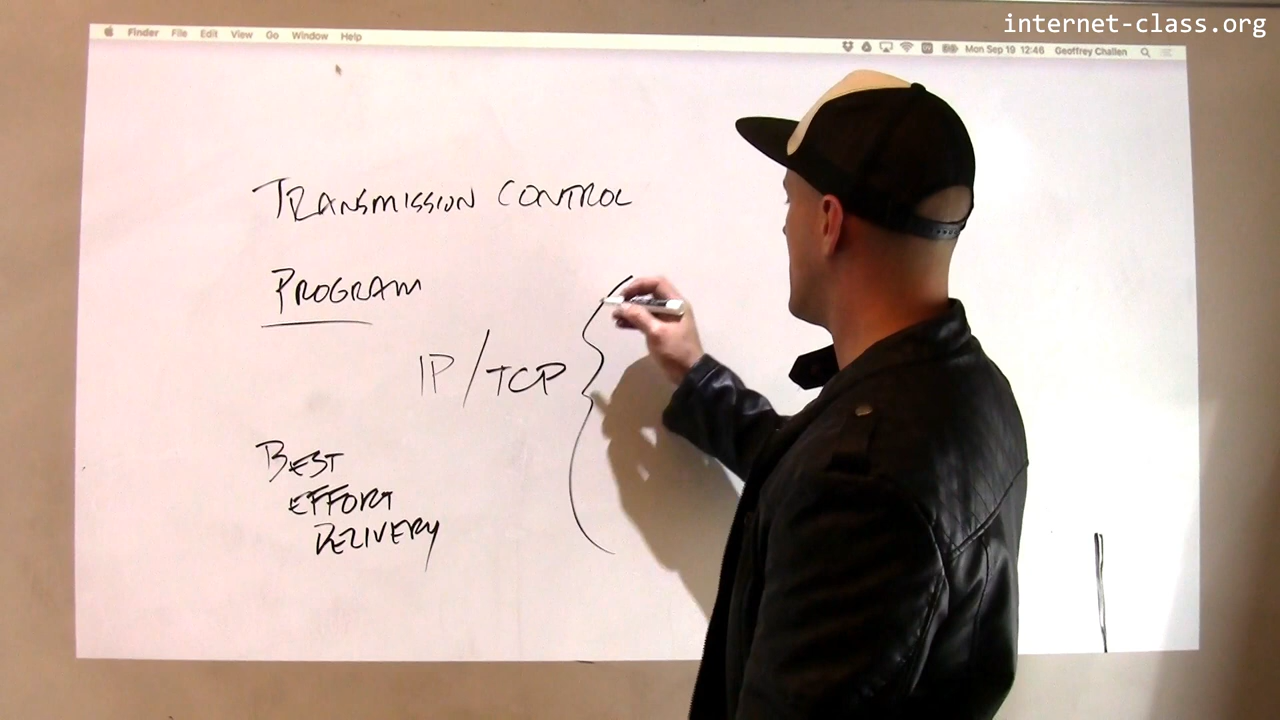 internet-class.org
Finder File Edit View Go Window Help
Mon Sep 19 12:46 Geoffrey Challen
TRANSMISSION CONTROL
PROGRAM
IP/TCP
BEST
EFFORT
DELIVERY